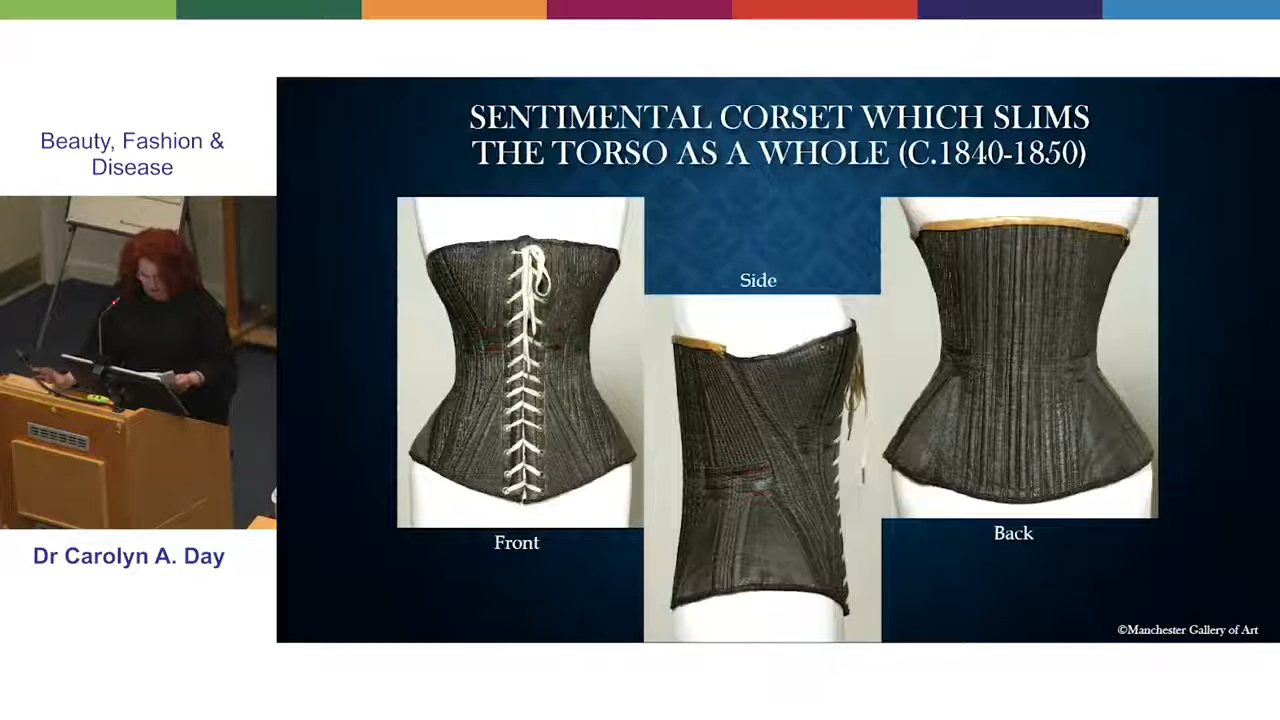 Beauty, Fashion &
Disease
Dr Carolyn A. Day
SENTIMENTAL CORSET WHICH SLIMS
THE TORSO AS A WHOLE (C.1840-1850)
Side
Front
Back
©Manchester Gallery of Art